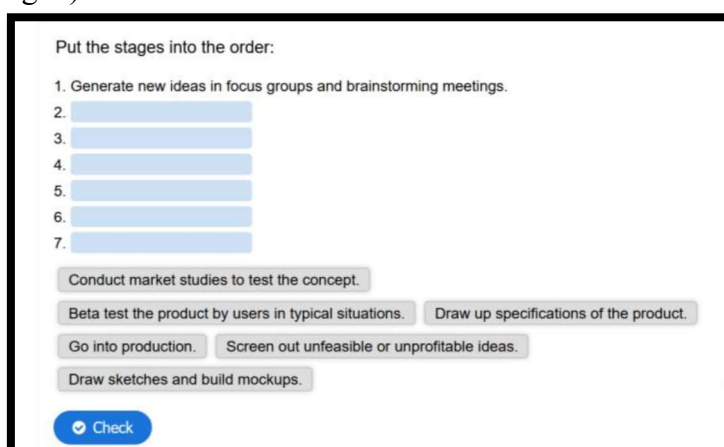 Put the stages into the order:
1. Generate new ideas in focus groups and brainstorming meetings.
2.
3.
4.
5.
6.
7.
Conduct market studies to test the concept.
Beta test the product by users in typical situations. Draw up specifications of the product.
Go into production. Screen out unfeasible or unprofitable ideas.
Draw sketches and build mockups.
Check